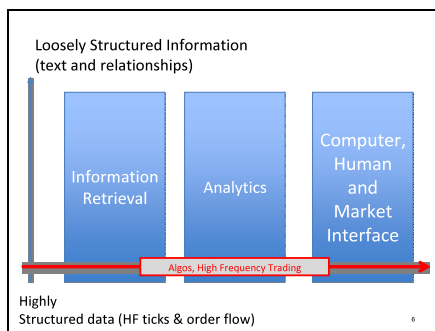 Loosely Structured Information
(text and relationships)
Information
Retrieval
Analytics
Computer,
Human
and
Market
Interface
Algos, High Frequency Trading
Highly
Structured data (HF ticks & order flow)
6